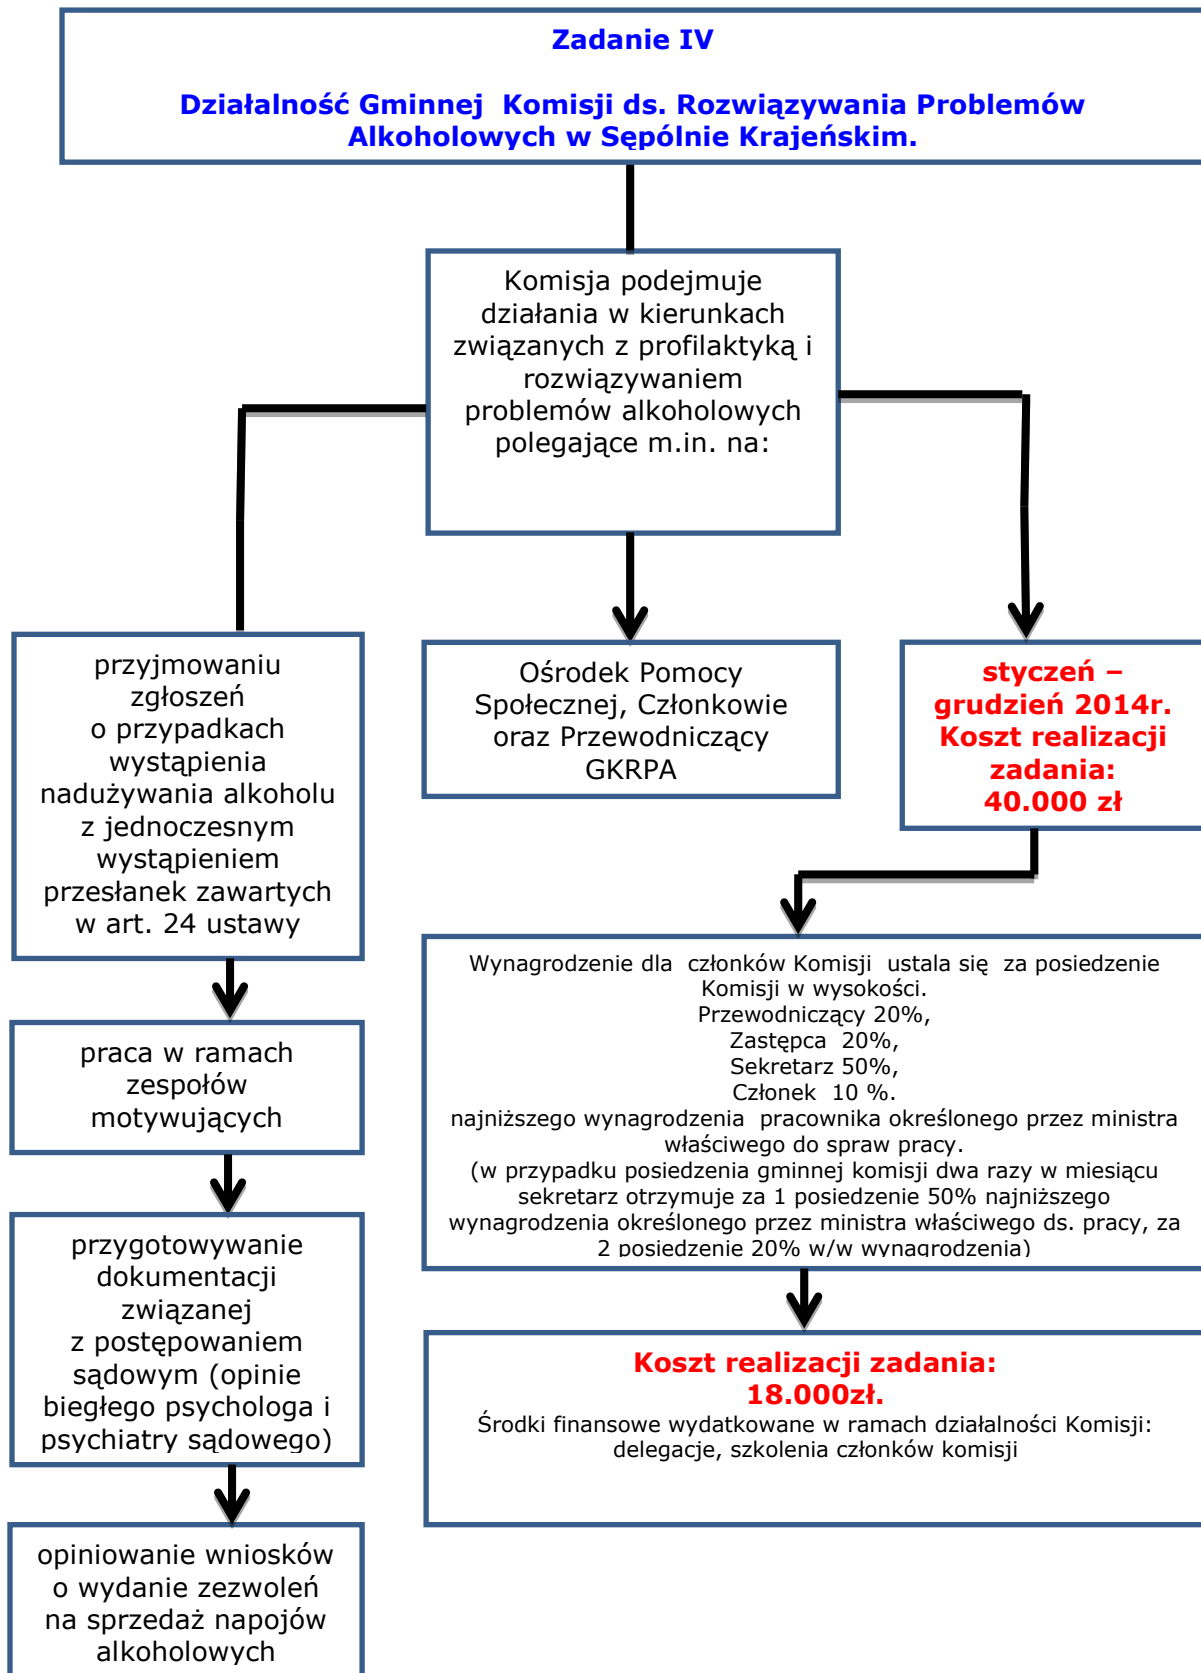 Zadanie IV
Działalność Gminnej Komisji ds. Rozwiązywania Problemów
Alkoholowych w Sępólnie Krajeńskim.
Komisja podejmuje
działania w kierunkach
związanych z profilaktyką i
rozwiązywaniem
problemów alkoholowych
polegające m.in. na:
przyjmowaniu
zgłoszeń
o przypadkach
wystąpienia
nadużywania alkoholu
z jednoczesnym
wystąpieniem
przesłanek zawartych
w art. 24 ustawy
praca w ramach
zespołów
motywujących
przygotowywanie
dokumentacji
związanej
z postępowaniem
sądowym (opinie
biegłego psychologa i
psychiatry sądowego)
opiniowanie wniosków
o wydanie zezwoleń
na sprzedaż napojów
alkoholowych
Ośrodek Pomocy
Społecznej, Członkowie
oraz Przewodniczący
GKRPA
styczeń –
grudzień 2014r.
Koszt realizacji
zadania:
40.000 zł
Wynagrodzenie dla członków Komisji ustala się za posiedzenie
Komisji w wysokości.
Przewodniczący 20%,
Zastępca 20%,
Sekretarz 50%,
Członek 10 %.
najniższego wynagrodzenia pracownika określonego przez ministra
właściwego do spraw pracy.
(w przypadku posiedzenia gminnej komisji dwa razy w miesiącu
sekretarz otrzymuje za 1 posiedzenie 50% najniższego
wynagrodzenia określonego przez ministra właściwego ds. pracy, za
2 posiedzenie 20% w/w wynagrodzenia)
Koszt realizacji zadania:
18.000zł.
Środki finansowe wydatkowane w ramach działalności Komisji:
delegacje, szkolenia członków komisji